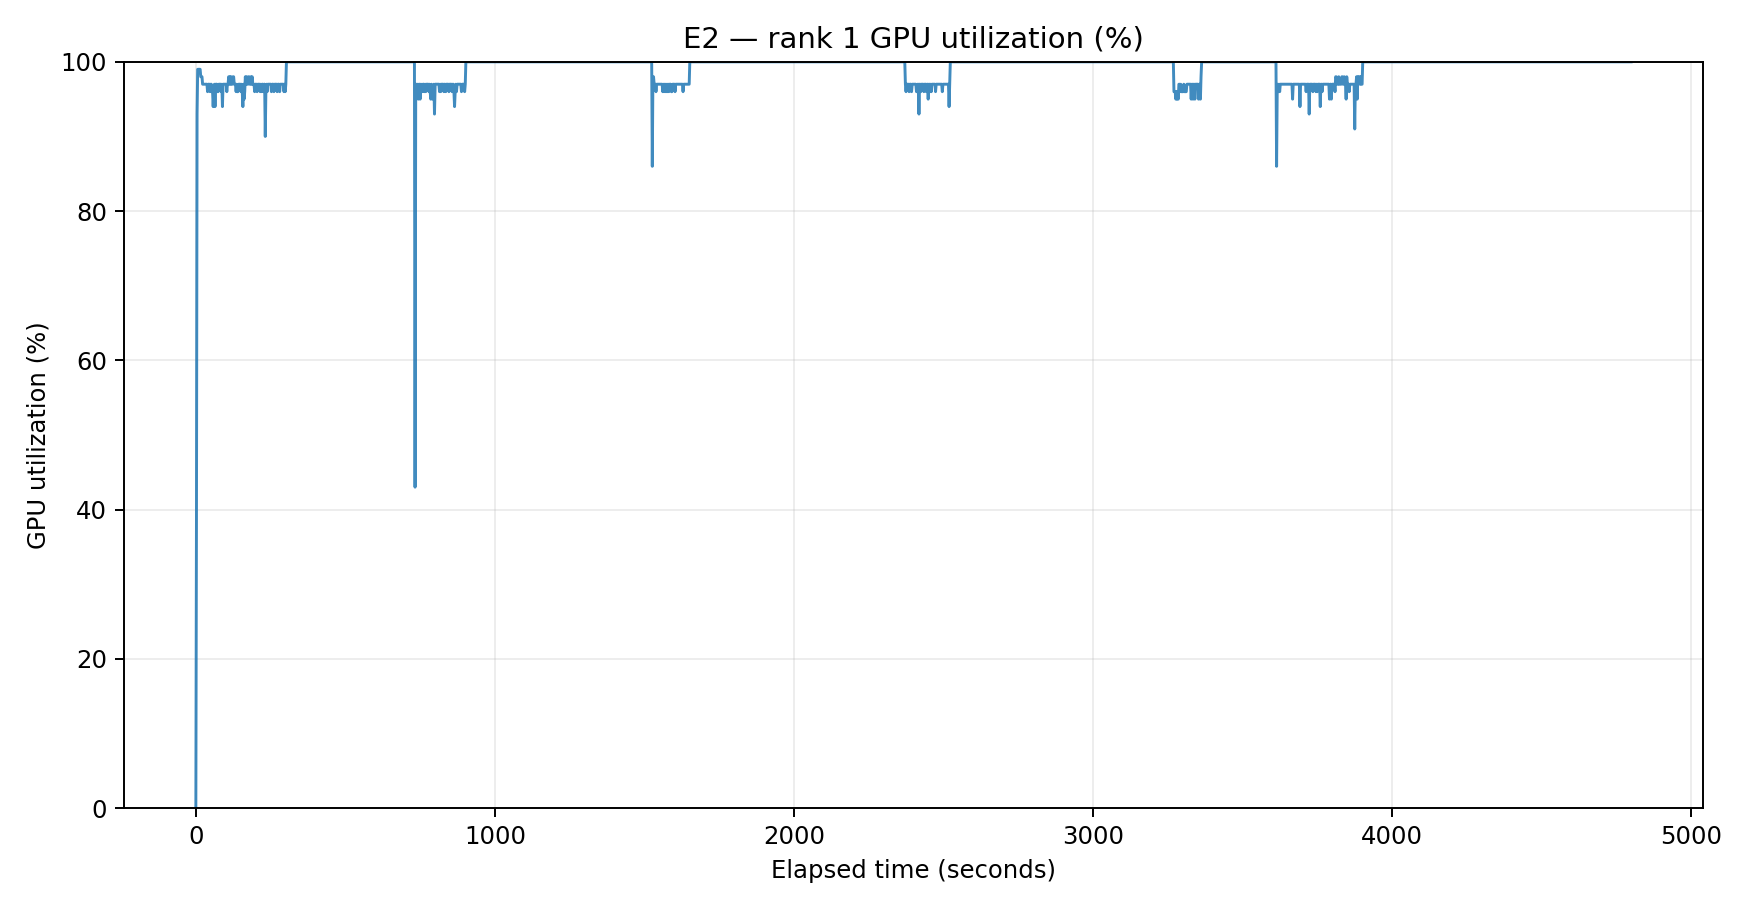 E2 — rank 1 GPU utilization (%)
100
80
60
40
20
0
GPU utilization (%)
0 1000 2000 3000 4000 5000
Elapsed time (seconds)